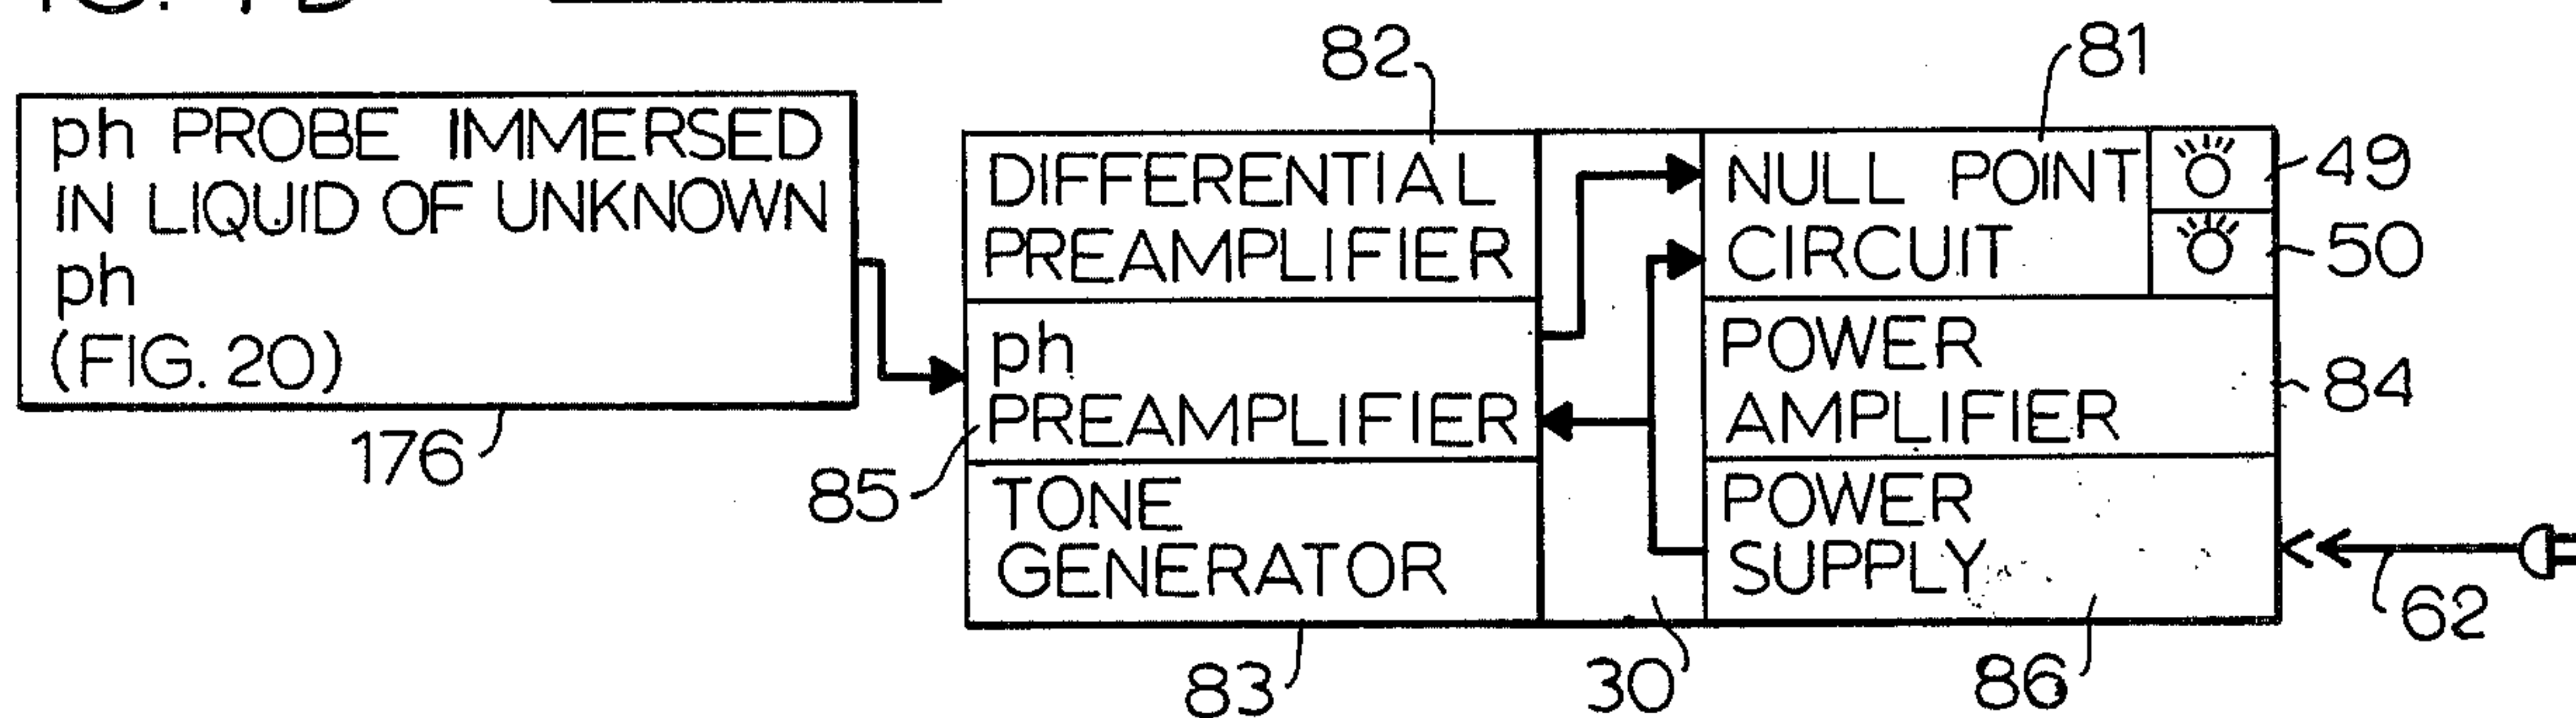 82
81
ph PROBE IMMERSED
IN LIQUID OF UNKNOWN
ph
(FIG. 20)
176
DIFFERENTIAL
PREAMPLIFIER
ph
PREAMPLIFIER
85
TONE
GENERATOR
83
30
NULL POINT
CIRCUIT
49
50
POWER
AMPLIFIER
84
POWER
SUPPLY
86
62